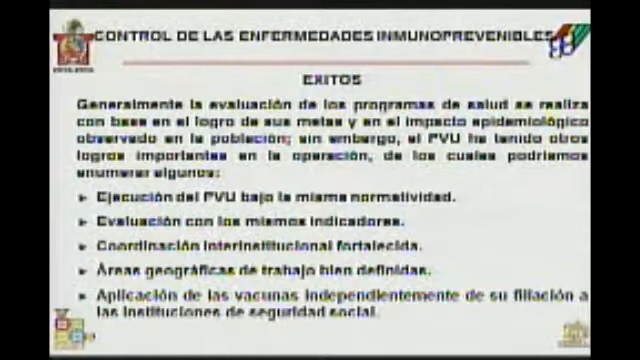 CONTROL DE LAS ENFERMEDADES INMUNOPREVENIBLES
EXITOS
Generalmente la evaluación de los programas de salud se realiza
con base en el logro de sus metas y en el impacto epidemiológico
observado en la población; sin embargo, el PVU ha tenido otros
logros importantes en la operación, de los cuales podríamos
enumerar algunos:
► Ejecución del PVU bajo la misma normatividad.
► Evaluación con los mismos indicadores.
► Coordinación interinstitucional fortalecida.
► Áreas geográficas de trabajo bien definidas.
► Aplicación de las vacunas independientemente de su filiación a
las instituciones de seguridad social.